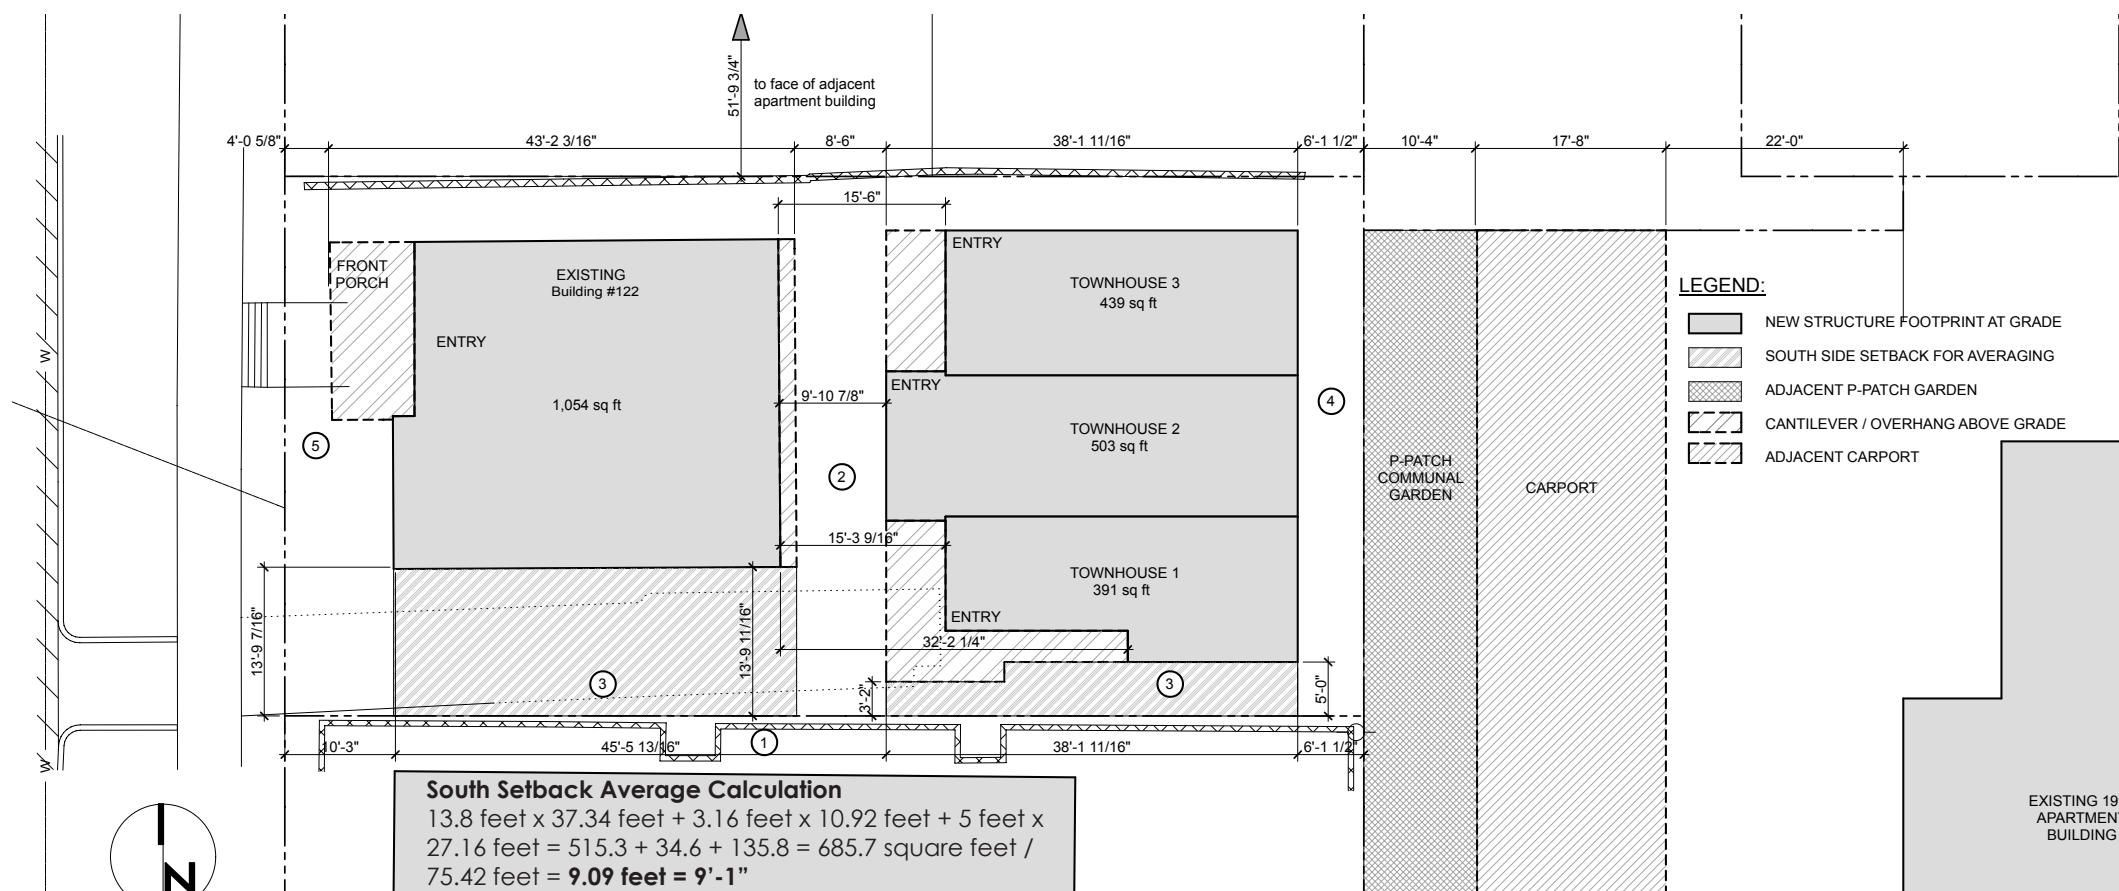 51'-9 3/4"
to face of adjacent
apartment building
4'-0 5/8"
43'-2 3/16"
8'-6"
38'-1 11/16"
6'-1 1/2"
10'-4"
17'-8"
22'-0"
15'-6"
FRONT
PORCH
EXISTING
Building #122
ENTRY
1,054 sq ft
ENTRY
TOWNHOUSE 3
439 sq ft
ENTRY
9'-10 7/8"
TOWNHOUSE 2
503 sq ft
5
2
4
LEGEND:
NEW STRUCTURE FOOTPRINT AT GRADE
SOUTH SIDE SETBACK FOR AVERAGING
ADJACENT P-PATCH GARDEN
CANTILEVER / OVERHANG ABOVE GRADE
ADJACENT CARPORT
P-PATCH
COMMUNAL
GARDEN
CARPORT
W
15'-3 9/16"
TOWNHOUSE 1
391 sq ft
ENTRY
32'-2 1/4"
13'-9 7/16"
13'-9 11/16"
3
3'-2"
3
5'-0"
10'-3"
45'-5 13/16"
1
38'-1 11/16"
6'-1 1/2"
W
South Setback Average Calculation
13.8 feet x 37.34 feet + 3.16 feet x 10.92 feet + 5 feet x
27.16 feet = 515.3 + 34.6 + 135.8 = 685.7 square feet /
75.42 feet = 9.09 feet = 9'-1"
N
EXISTING 19
APARTMEN
BUILDING